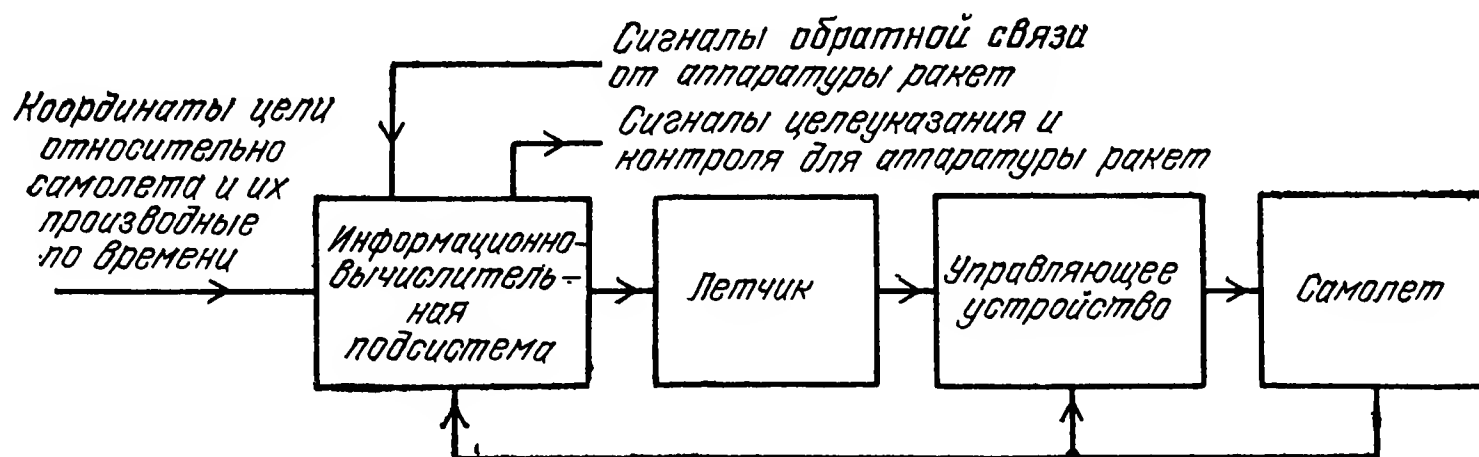 Сигналы обратной связа
от аппаратуры ракет
Координаты цели
относительно
самолета и их
производные
по времени
Сигналы целеуказания и
контроля для аппаратуры ракет
Информационно-
вычислитель-
ная
подсистема
Летчик
Управляющее
устройство
Самолет